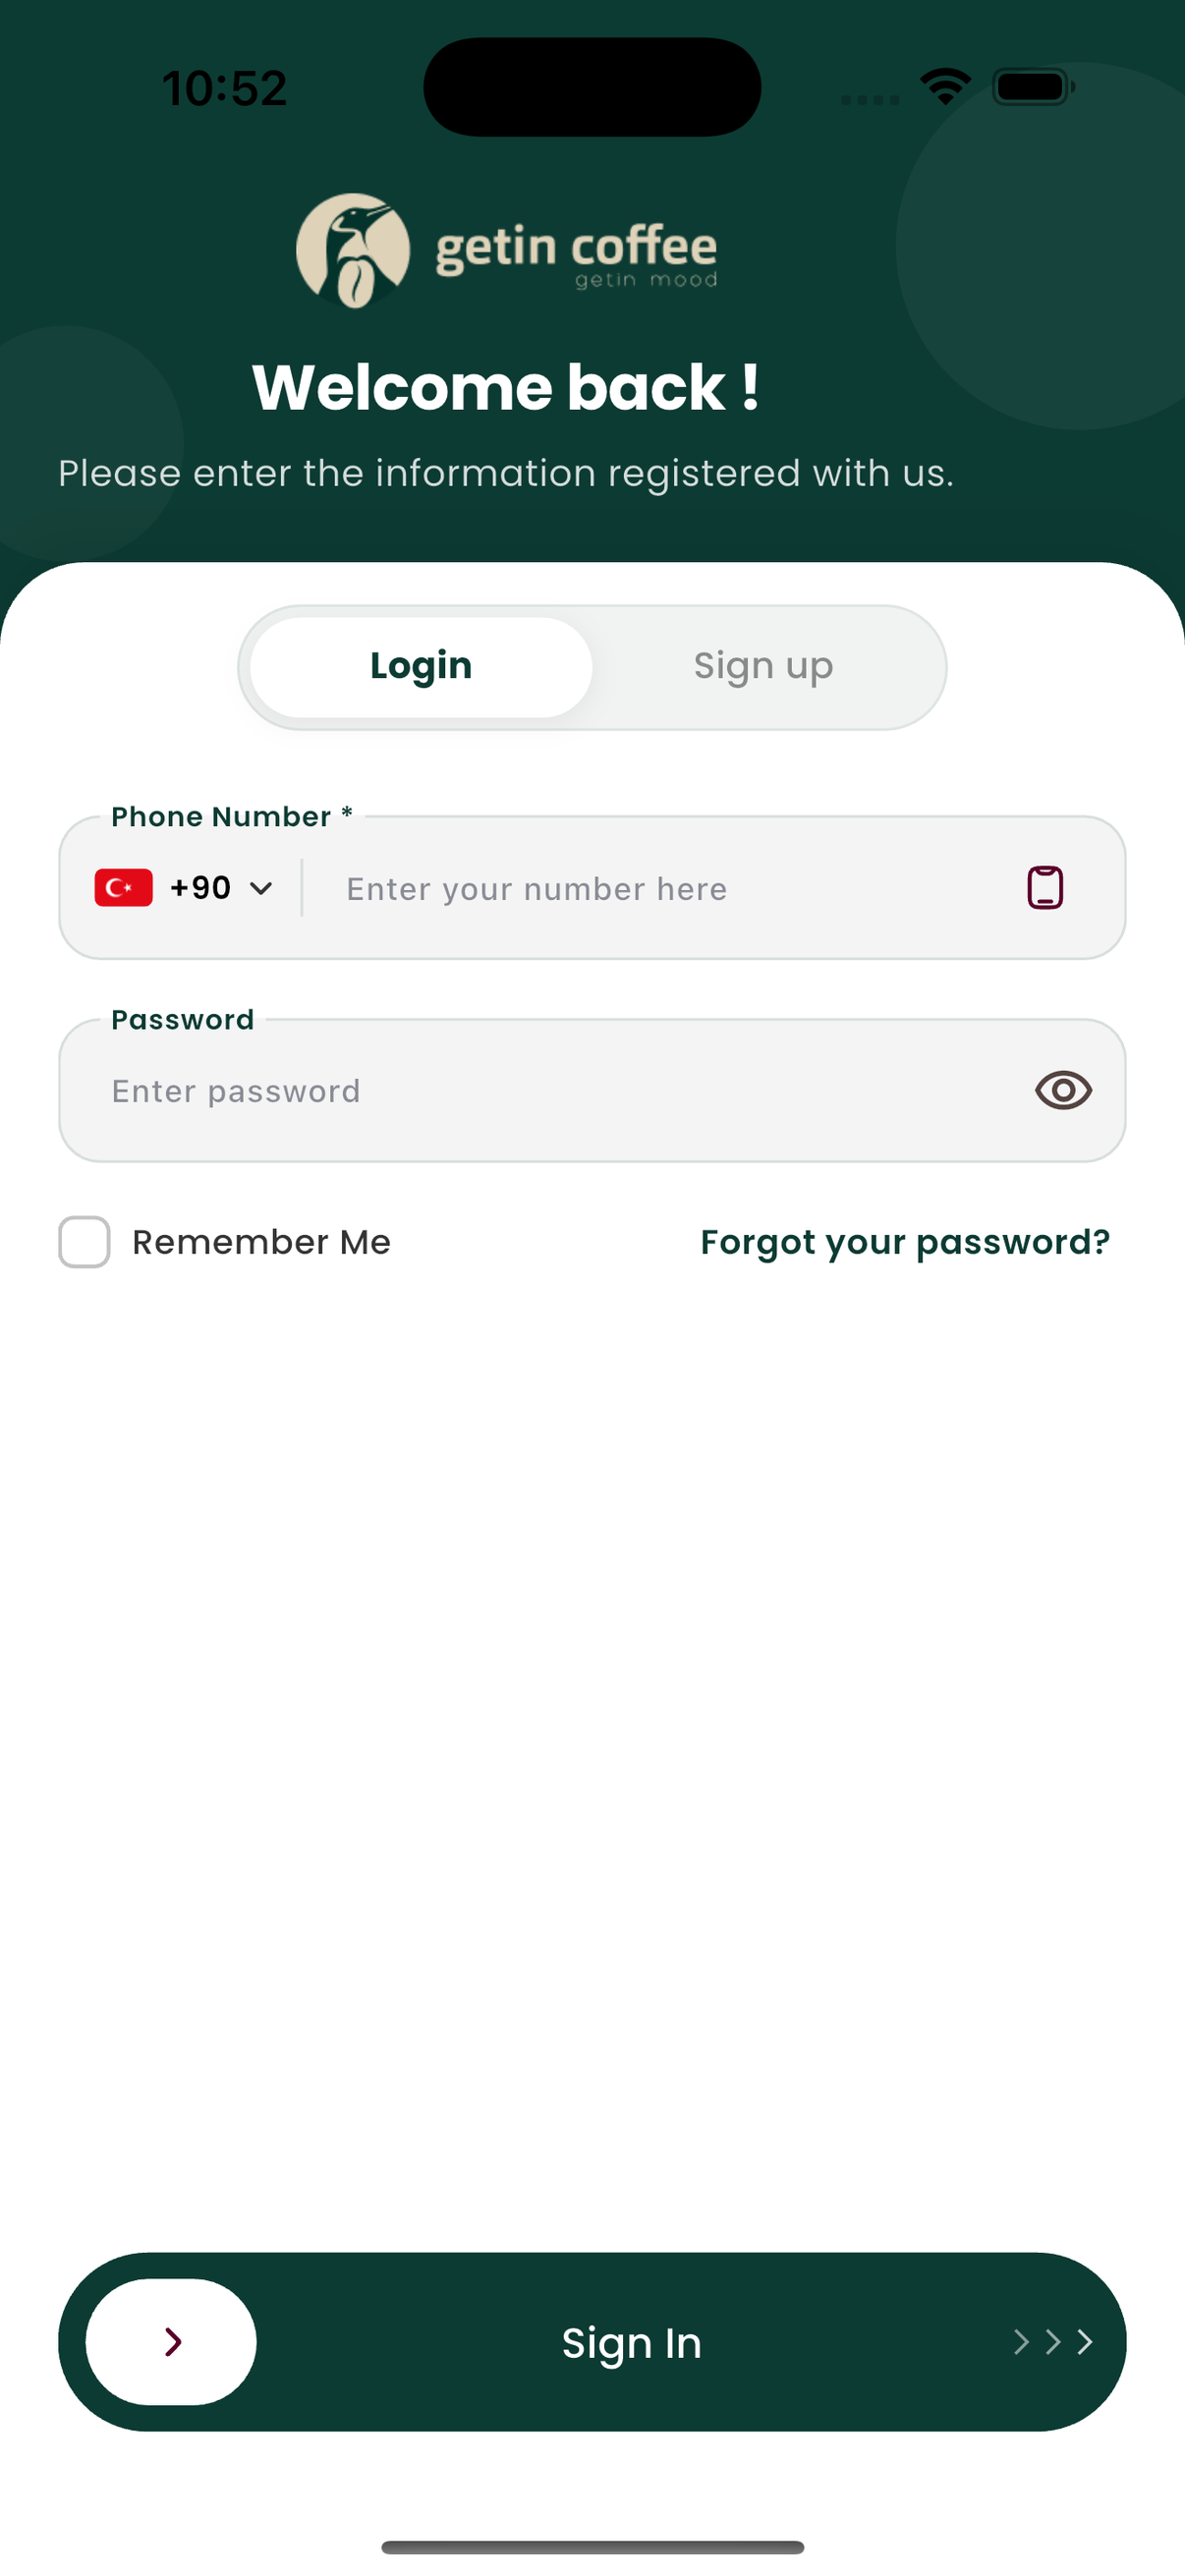 10:52
getin coffee
getin mood
Welcome back !
Please enter the information registered with us.
Login
Sign up
Phone Number *
+90
Enter your number here
Password
Enter password
Remember Me
Forgot your password?
Sign In